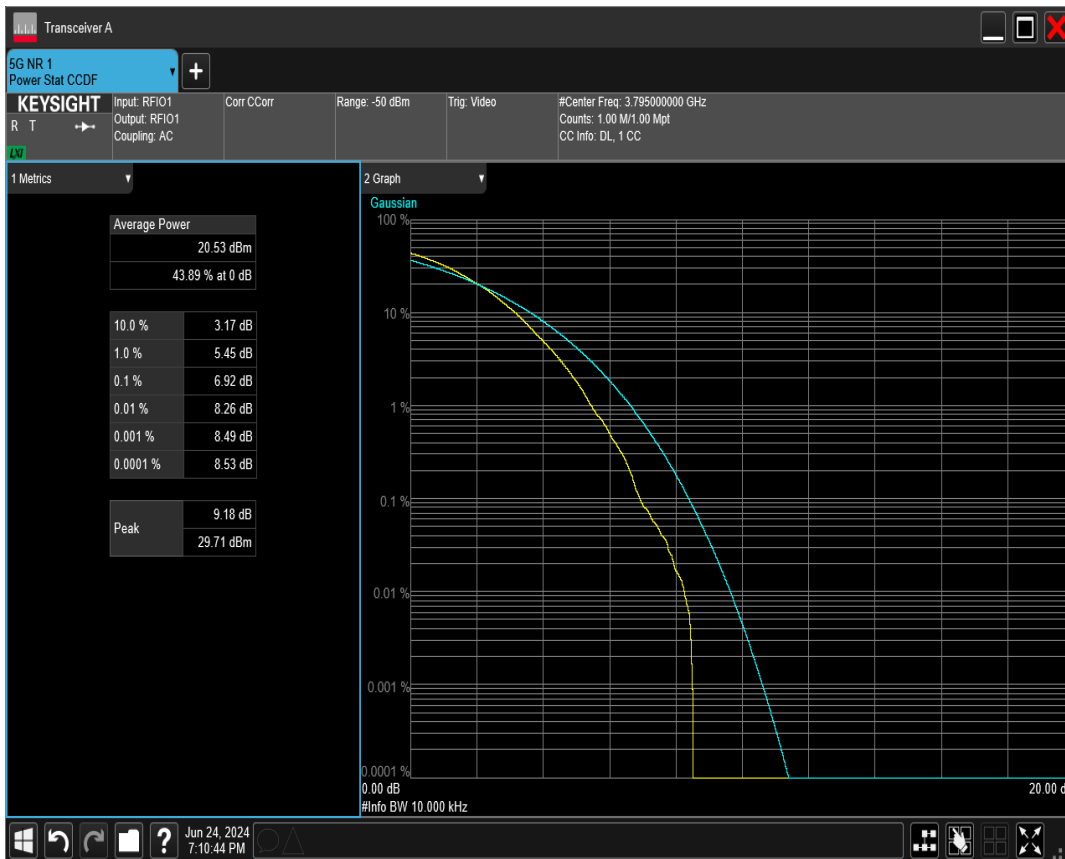 Transceiver A
5G NR 1
Power Stat CCDF
+
KEYSIGHT
R T
LXI
Input: RFIO1
Output: RFIO1
Coupling: AC
Corr CCorr
Range: -50 dBm
Trig: Video
#Center Freq: 3.795000000 GHz
Counts: 1.00 M/1.00 Mpt
CC Info: DL, 1 CC
1 Metrics
Average Power
20.53 dBm
43.89 % at 0 dB
10.0 % 3.17 dB
1.0 % 5.45 dB
0.1 % 6.92 dB
0.01 % 8.26 dB
0.001 % 8.49 dB
0.0001 % 8.53 dB
Peak 9.18 dB
29.71 dBm
2 Graph
Gaussian
100 %
10 %
1 %
0.1 %
0.01 %
0.001 %
0.0001 %
0.00 dB 20.00 d
#Info BW 10.000 kHz
?
Jun 24, 2024
7:10:44 PM